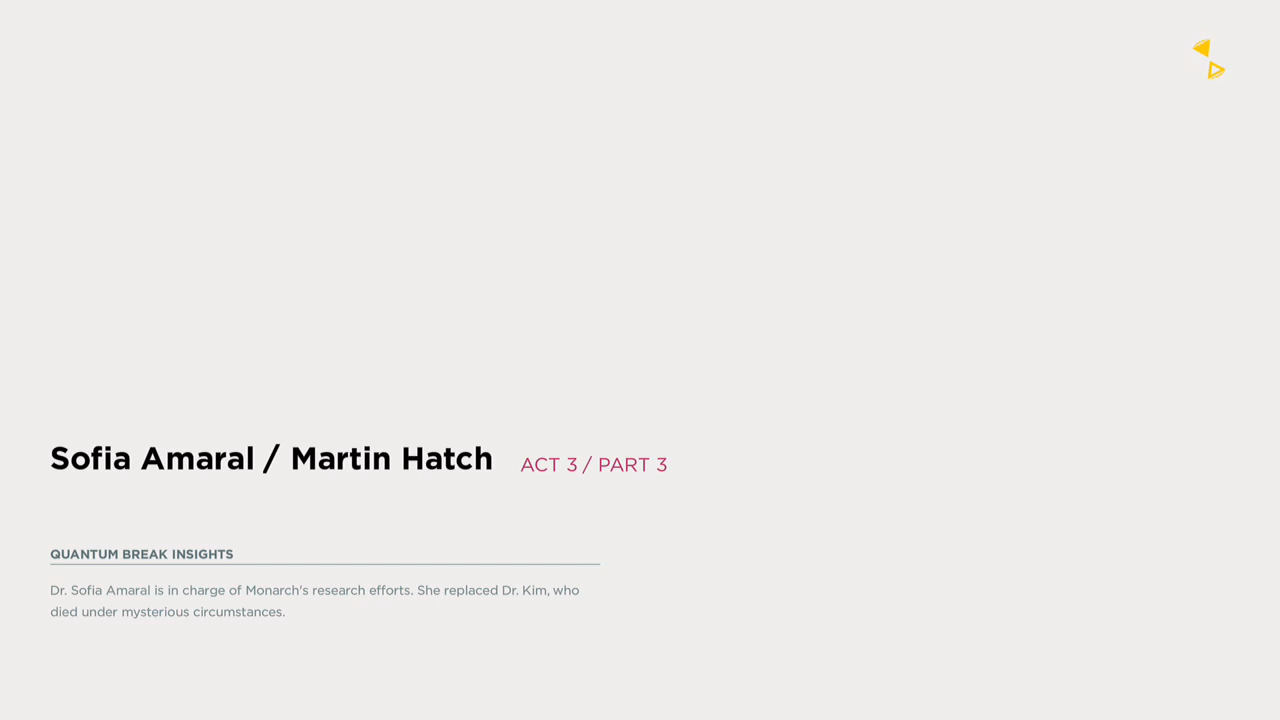 Sofia Amaral / Martin Hatch ACT 3 / PART 3
QUANTUM BREAK INSIGHTS
Dr. Sofia Amaral is in charge of Monarch's research efforts. She replaced Dr. Kim, who
died under mysterious circumstances.